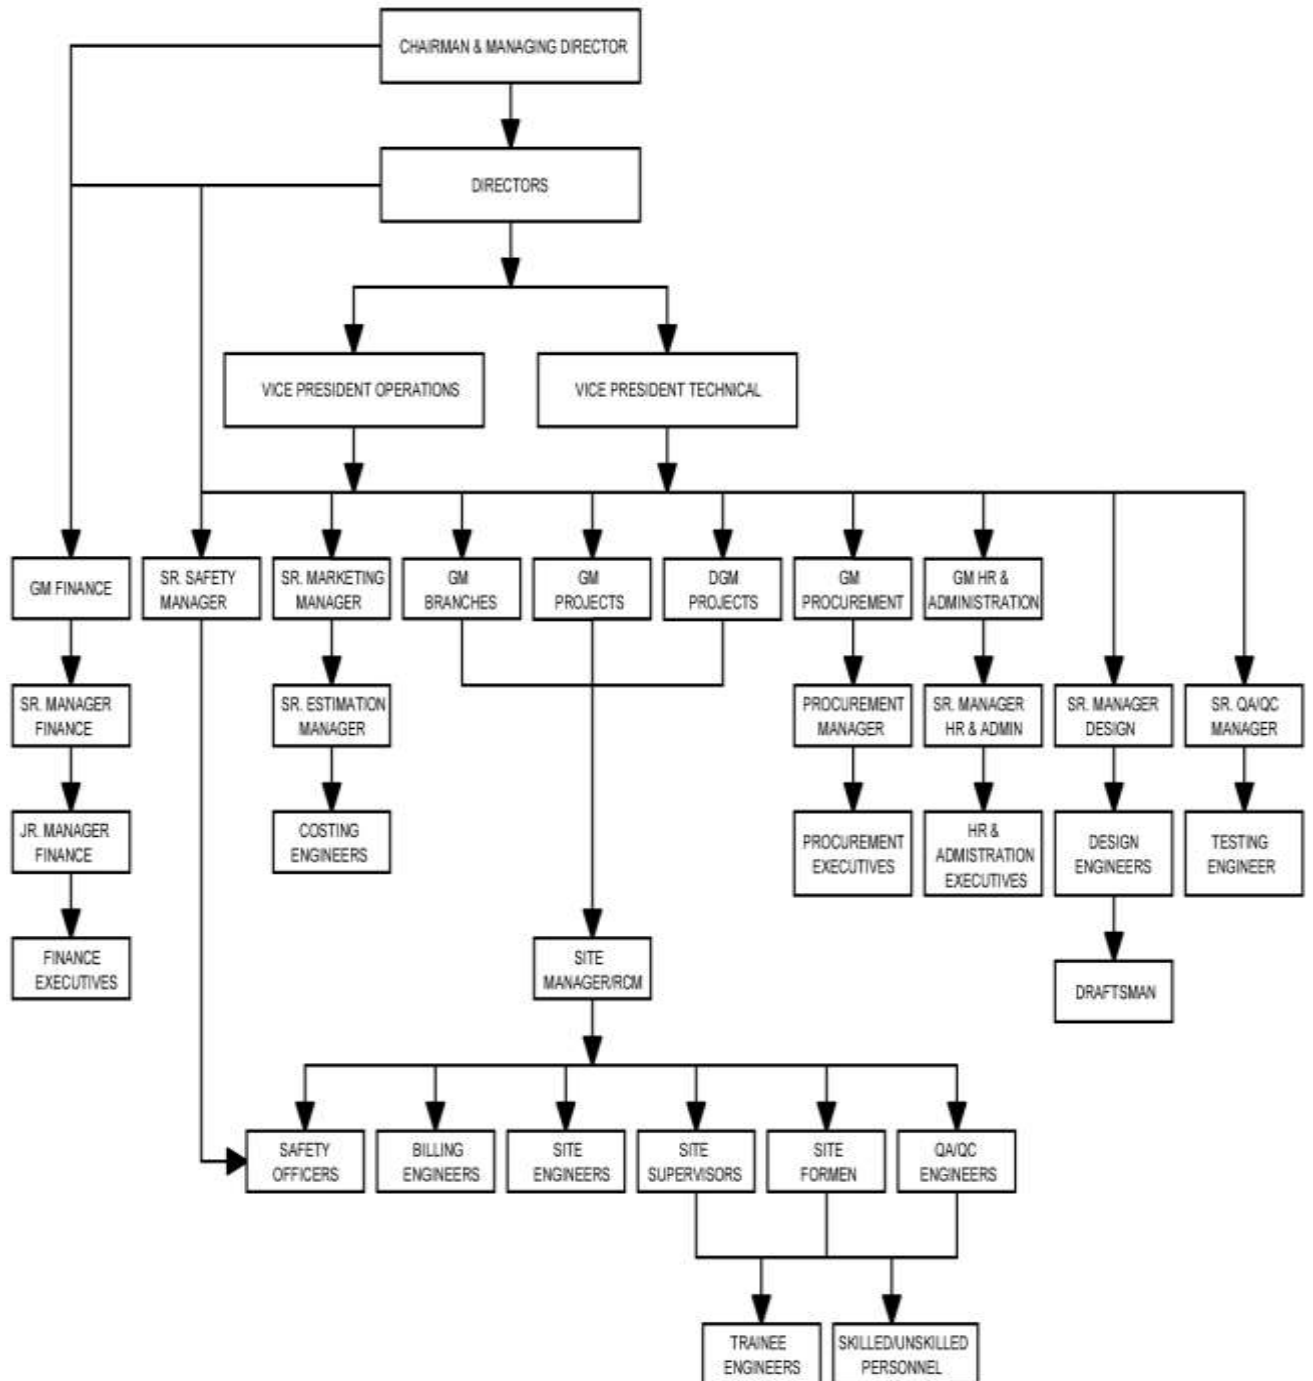 CHAIRMAN & MANAGING DIRECTOR
DIRECTORS
VICE PRESIDENT OPERATIONS
VICE PRESIDENT TECHNICAL
GM FINANCE
SR. SAFETY
MANAGER
SR. MARKETING
MANAGER
GM
BRANCHES
GM
PROJECTS
DGM
PROJECTS
GM
PROCUREMENT
GM HR &
ADMINISTRATION
SR. MANAGER
FINANCE
SR. ESTIMATION
MANAGER
PROCUREMENT
MANAGER
SR. MANAGER
HR & ADMIN
SR. MANAGER
DESIGN
SR. QA/QC
MANAGER
JR. MANAGER
FINANCE
COSTING
ENGINEERS
PROCUREMENT
EXECUTIVES
HR &
ADMISTRATION
EXECUTIVES
DESIGN
ENGINEERS
TESTING
ENGINEER
FINANCE
EXECUTIVES
SITE
MANAGER/RCM
DRAFTSMAN
SAFETY
OFFICERS
BILLING
ENGINEERS
SITE
ENGINEERS
SITE
SUPERVISORS
SITE
FORMEN
QA/QC
ENGINEERS
TRAINEE
ENGINEERS
SKILLED/UNSKILLED
PERSONNEL